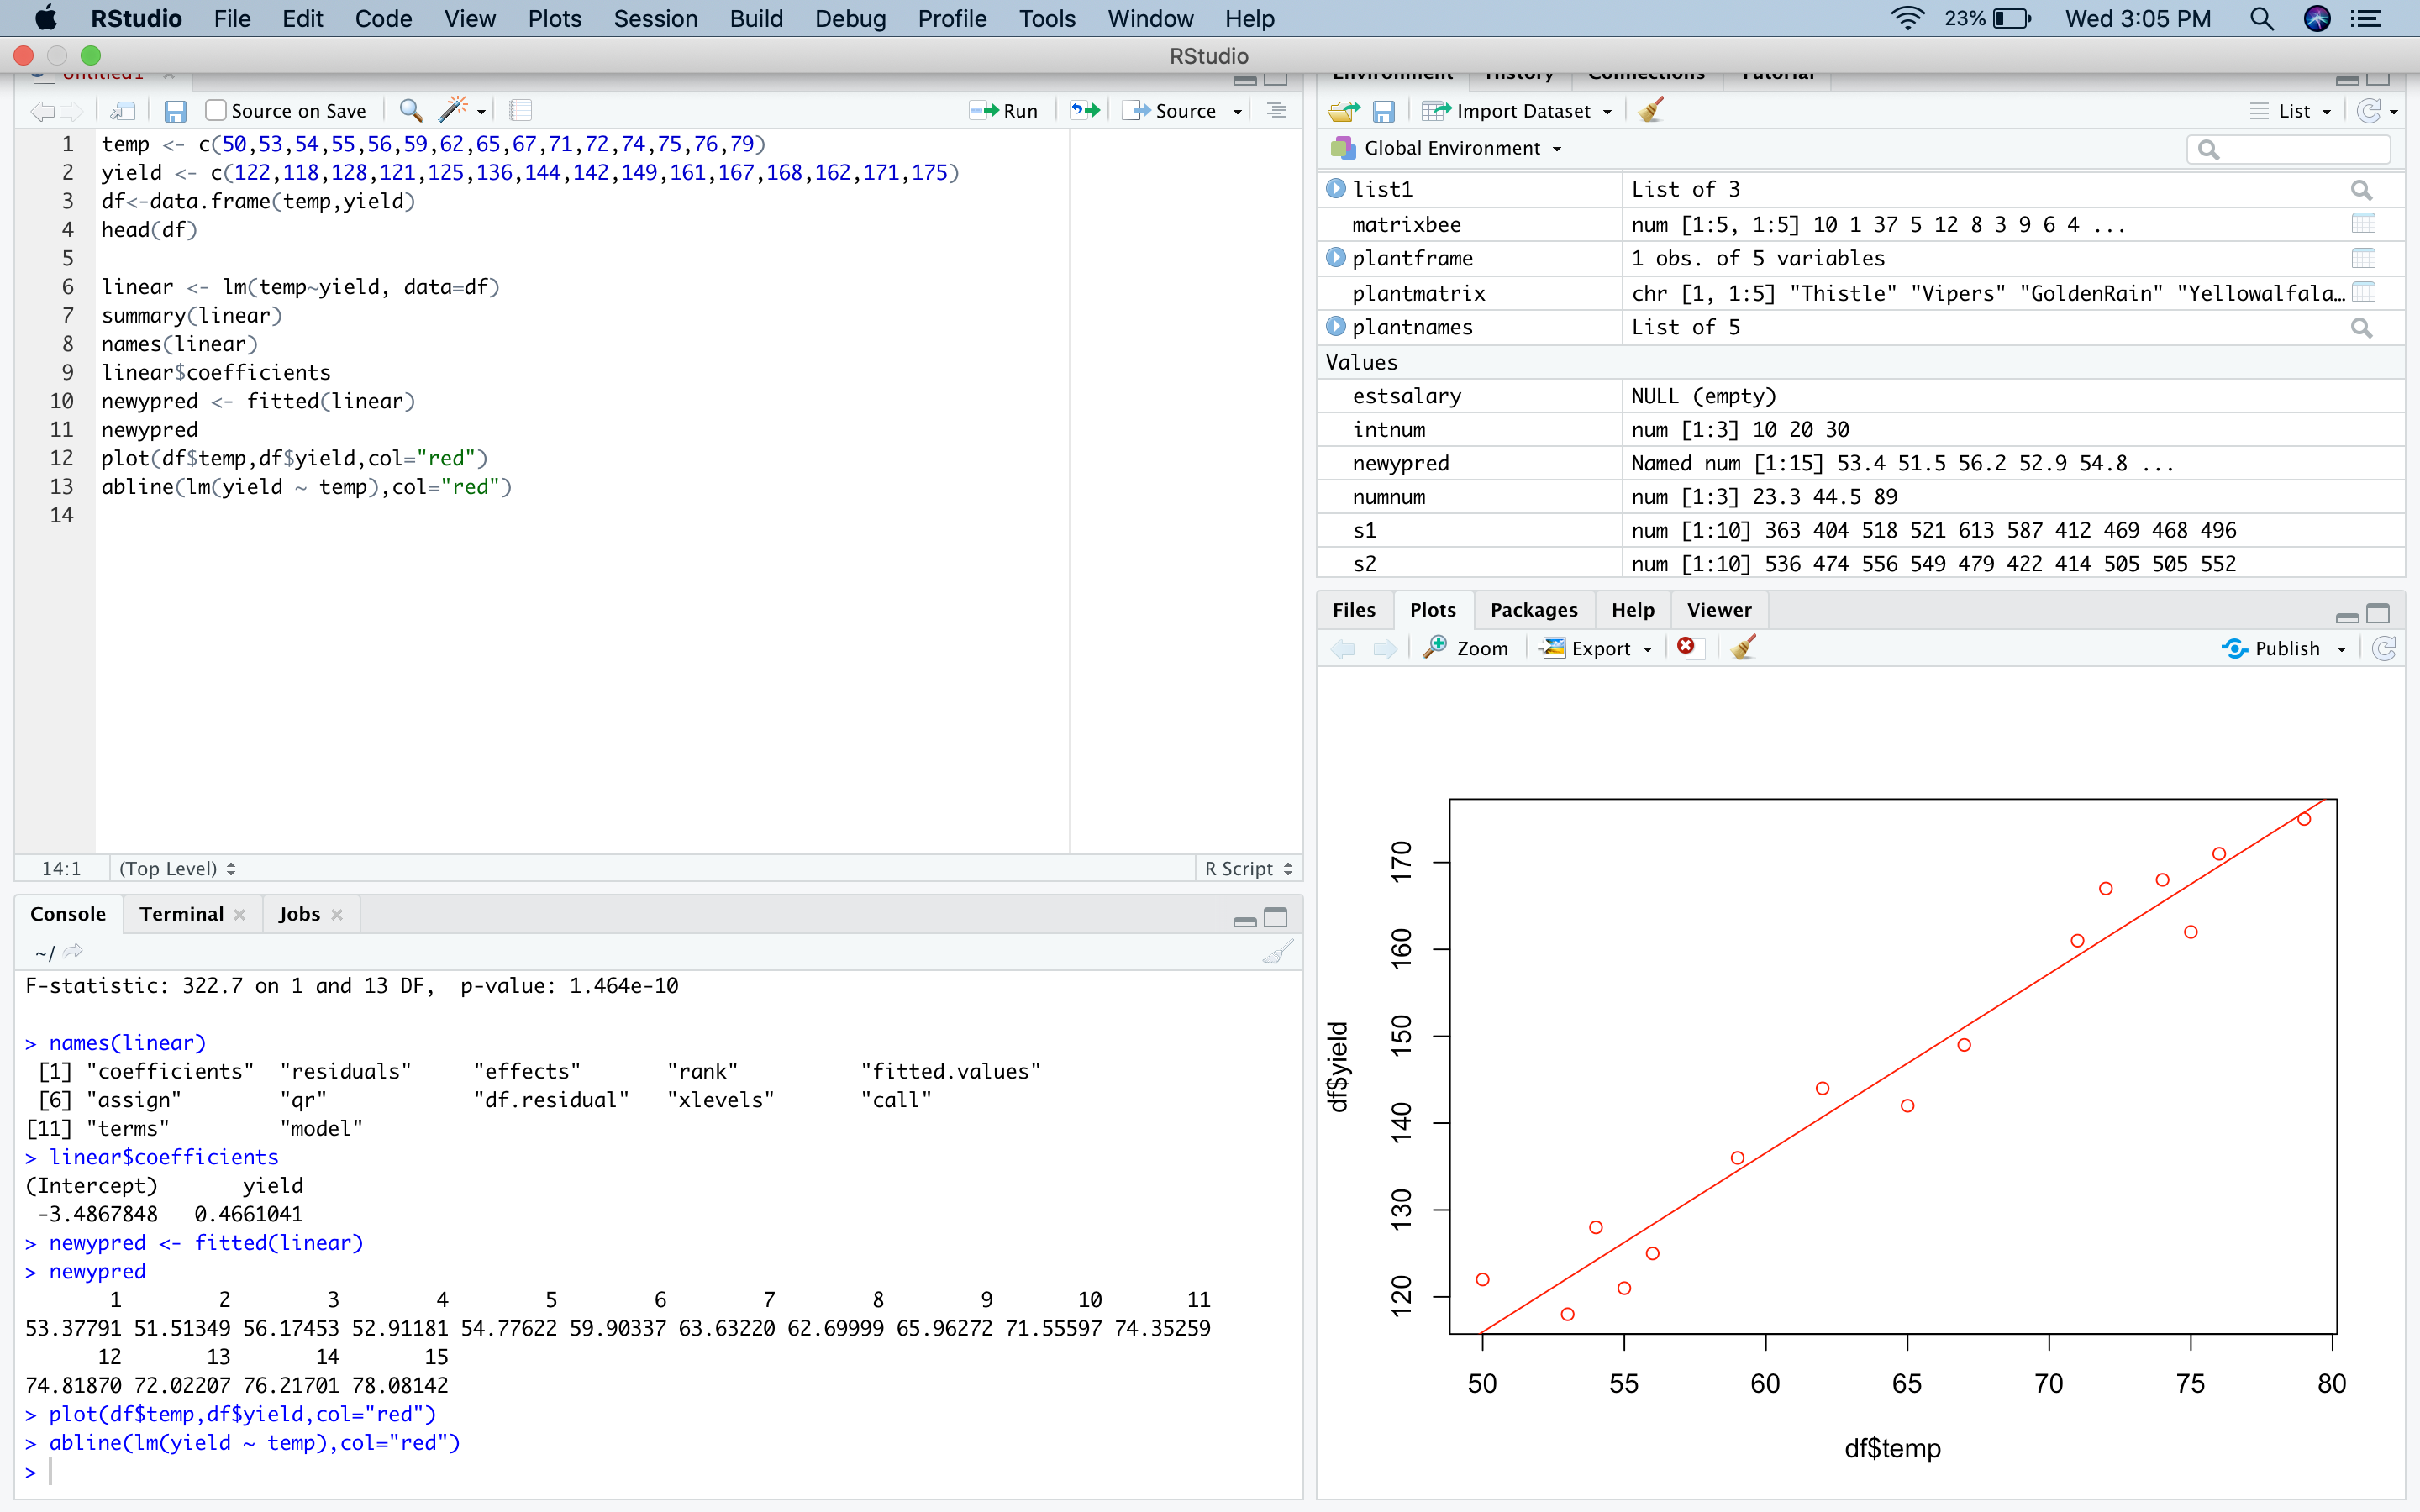 RStudio File Edit Code View Plots Session Build Debug Profile Tools Window Help 23% Wed 3:05 PM
RStudio
Untitled1
Source on Save Run Source
1 temp <- c(50,53,54,55,56,59,62,65,67,71,72,74,75,76,79)
2 yield <- c(122,118,128,121,125,136,144,142,149,161,167,168,162,171,175)
3 df<-data.frame(temp,yield)
4 head(df)
5
6 linear <- lm(temp~yield, data=df)
7 summary(linear)
8 names(linear)
9 linear$coefficients
10 newypred <- fitted(linear)
11 newypred
12 plot(df$temp,df$yield,col="red")
13 abline(lm(yield ~ temp),col="red")
14
14:1 (Top Level) R Script
Console Terminal Jobs
~/
F-statistic: 322.7 on 1 and 13 DF,  p-value: 1.464e-10
> names(linear)
[1] "coefficients" "residuals" "effects" "rank" "fitted.values"
[6] "assign" "qr" "df.residual" "xlevels" "call"
[11] "terms" "model"
> linear$coefficients
(Intercept) yield
-3.4867848 0.4661041
> newypred <- fitted(linear)
> newypred
1 2 3 4 5 6 7 8 9 10 11
53.37791 51.51349 56.17453 52.91181 54.77622 59.90337 63.63220 62.69999 65.96272 71.55597 74.35259
12 13 14 15
74.81870 72.02207 76.21701 78.08142
> plot(df$temp,df$yield,col="red")
> abline(lm(yield ~ temp),col="red")
>
Environment History Connections Tutorial
Import Dataset List
Global Environment
list1 List of 3
matrixbee num [1:5, 1:5] 10 1 37 5 12 8 3 9 6 4 ...
plantframe 1 obs. of 5 variables
plantmatrix chr [1, 1:5] "Thistle" "Vipers" "GoldenRain" "Yellowalfala…
plantnames List of 5
Values
estsalary NULL (empty)
intnum num [1:3] 10 20 30
newypred Named num [1:15] 53.4 51.5 56.2 52.9 54.8 ...
numnum num [1:3] 23.3 44.5 89
s1 num [1:10] 363 404 518 521 613 587 412 469 468 496
s2 num [1:10] 536 474 556 549 479 422 414 505 505 552
Files Plots Packages Help Viewer
Zoom Export Publish
df$yield
170
160
150
140
130
120
50 55 60 65 70 75 80
df$temp